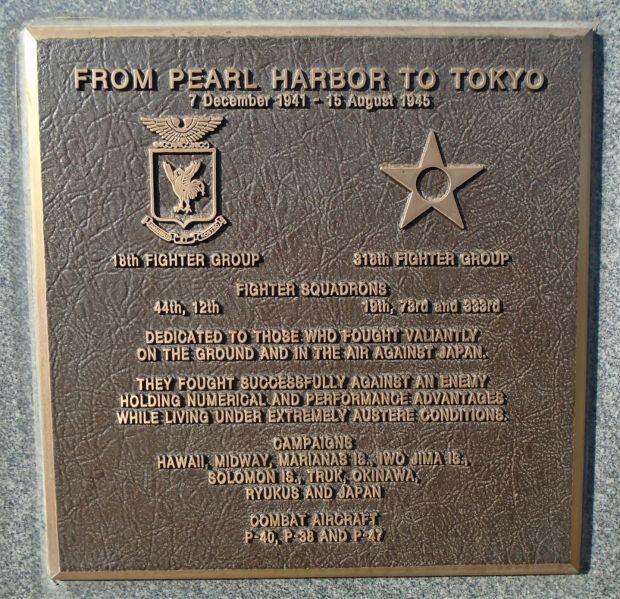 FROM PEARL HARBOR TO TOKYO
7 December 1941 - 15 August 1945
18th FIGHTER GROUP 318th FIGHTER GROUP
FIGHTER SQUADRONS
44th, 12th 19th, 73rd and 333rd
DEDICATED TO THOSE WHO FOUGHT VALIANTLY
ON THE GROUND AND IN THE AIR AGAINST JAPAN.
THEY FOUGHT SUCCESSFULLY AGAINST AN ENEMY
HOLDING NUMERICAL AND PERFORMANCE ADVANTAGES
WHILE LIVING UNDER EXTREMELY AUSTERE CONDITIONS.
CAMPAIGNS
HAWAII, MIDWAY, MARIANAS IS., IWO JIMA IS.,
SOLOMON IS., TRUK, OKINAWA,
RYUKUS AND JAPAN
COMBAT AIRCRAFT
P-40, P-38 AND P-47